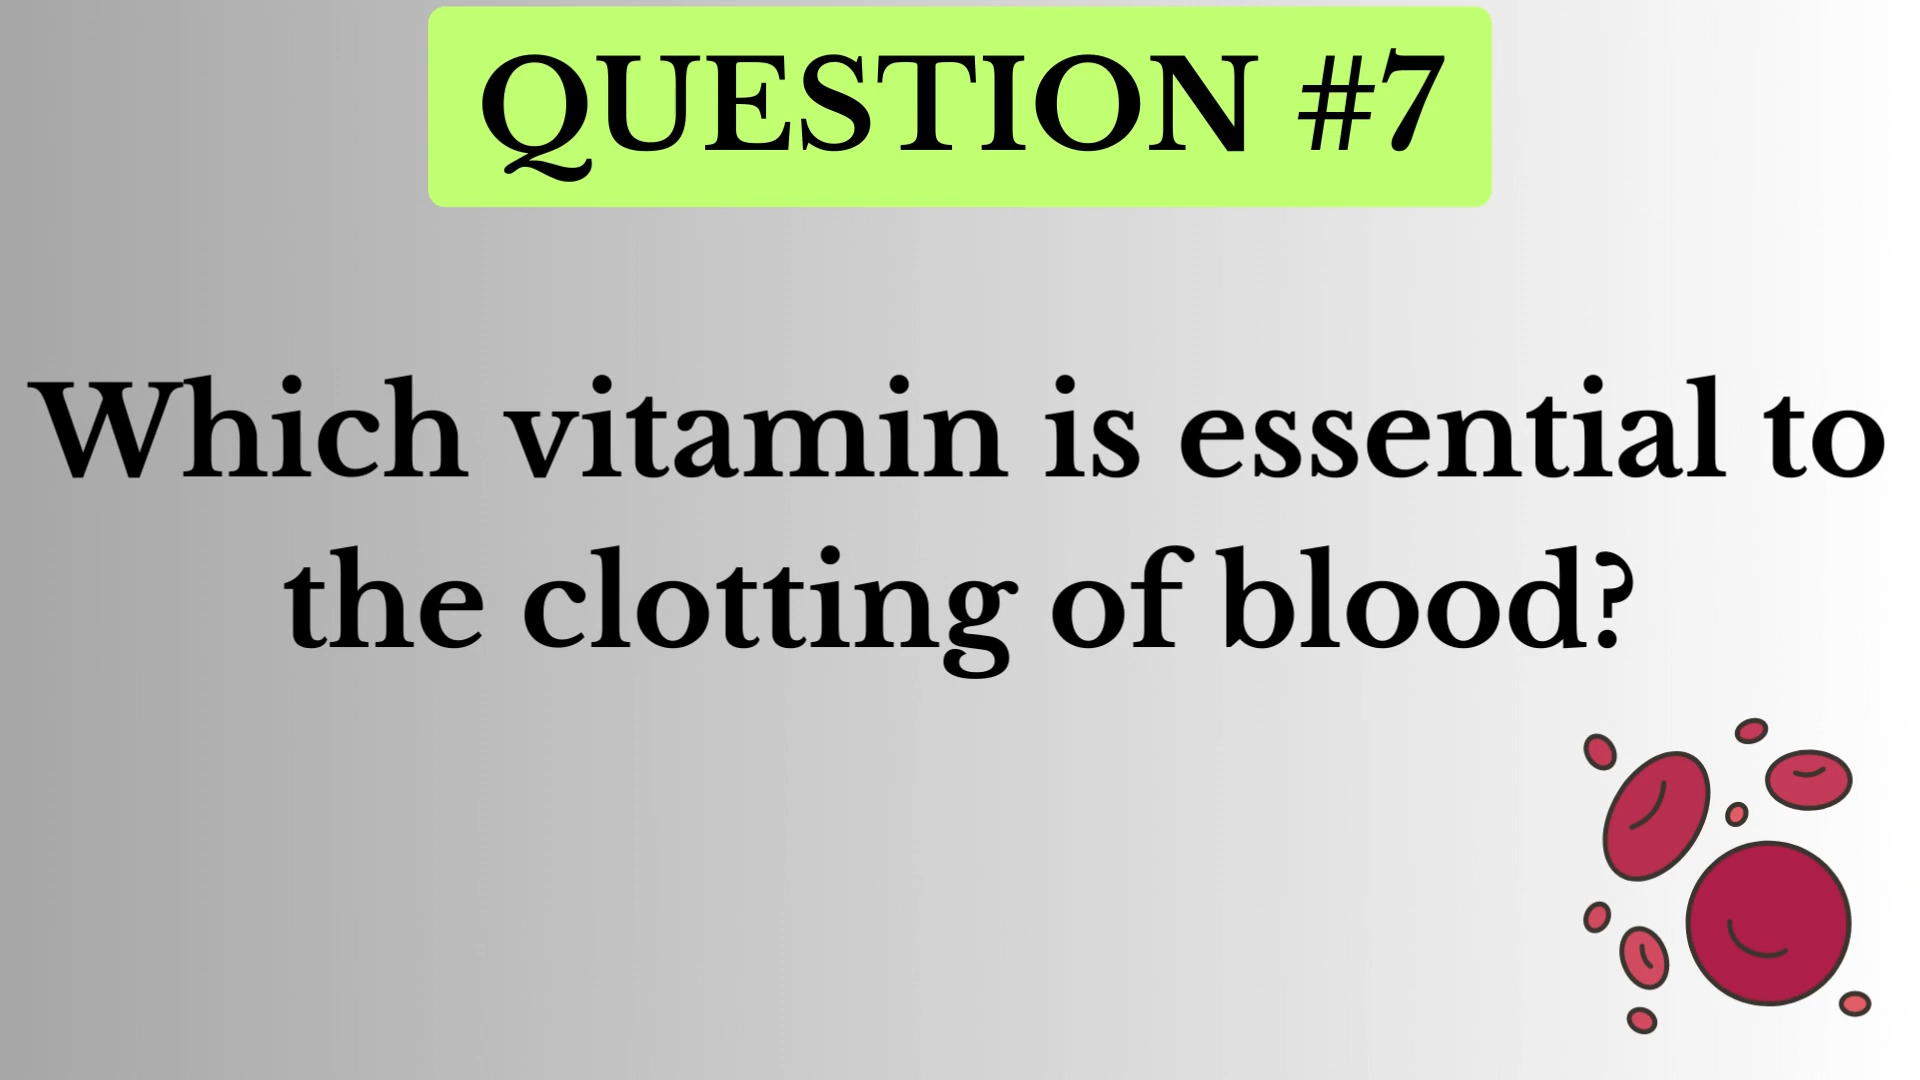 QUESTION #7
Which vitamin is essential to
the clotting of blood?